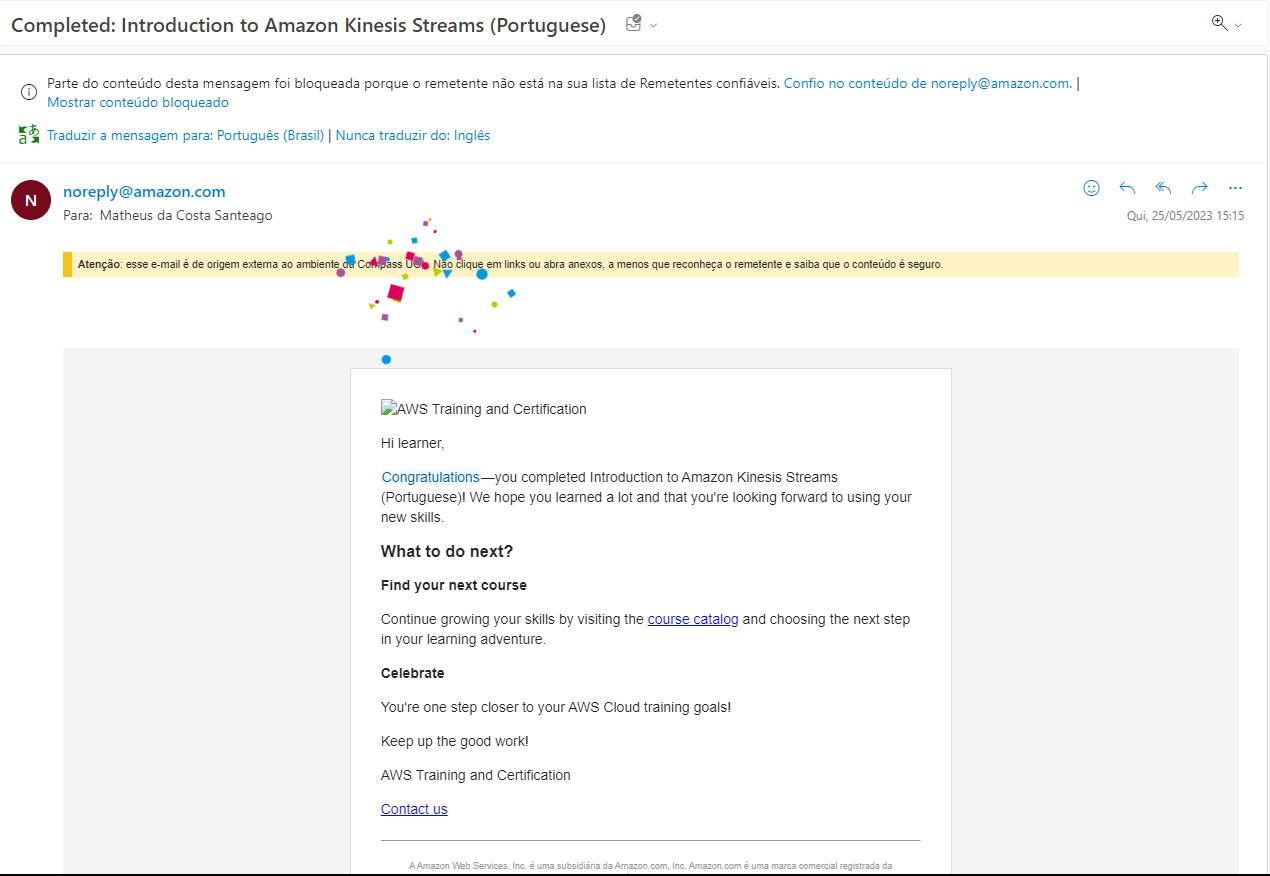 Completed: Introduction to Amazon Kinesis Streams (Portuguese)
Parte do conteúdo desta mensagem foi bloqueada porque o remetente não está na sua lista de Remetentes confiáveis. Confio no conteúdo de noreply@amazon.com. |
Mostrar conteúdo bloqueado
Traduzir a mensagem para: Português (Brasil) | Nunca traduzir do: Inglês
N
noreply@amazon.com
Para: Matheus da Costa Santeago
Qui, 25/05/2023 15:15
Atenção: esse e-mail é de origem externa ao ambiente da Compass Não clique em links ou abra anexos, a menos que reconheça o remetente e saiba que o conteúdo é seguro.
AWS Training and Certification
Hi learner,
Congratulations—you completed Introduction to Amazon Kinesis Streams
(Portuguese)! We hope you learned a lot and that you're looking forward to using your
new skills.
What to do next?
Find your next course
Continue growing your skills by visiting the course catalog and choosing the next step
in your learning adventure.
Celebrate
You're one step closer to your AWS Cloud training goals!
Keep up the good work!
AWS Training and Certification
Contact us
A Amazon Web Services, Inc. é uma subsidiária da Amazon.com, Inc. Amazon.com é uma marca comercial registrada da